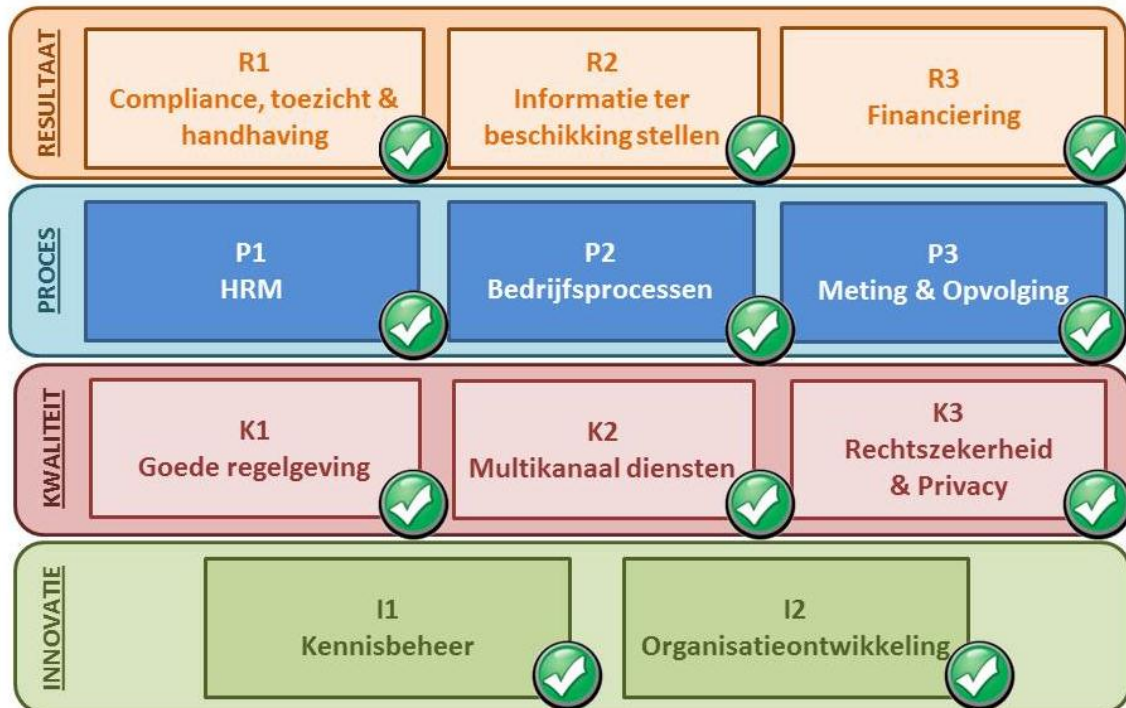 RESULTAAT
R1
Compliance, toezicht &
handhaving
R2
Informatie ter
beschikking stellen
R3
Financiering
PROCES
P1
HRM
P2
Bedrijfsprocessen
P3
Meting & Opvolging
KWALITEIT
K1
Goede regelgeving
K2
Multikanaal diensten
K3
Rechtszekerheid
& Privacy
INNOVATIE
I1
Kennisbeheer
I2
Organisatieontwikkeling